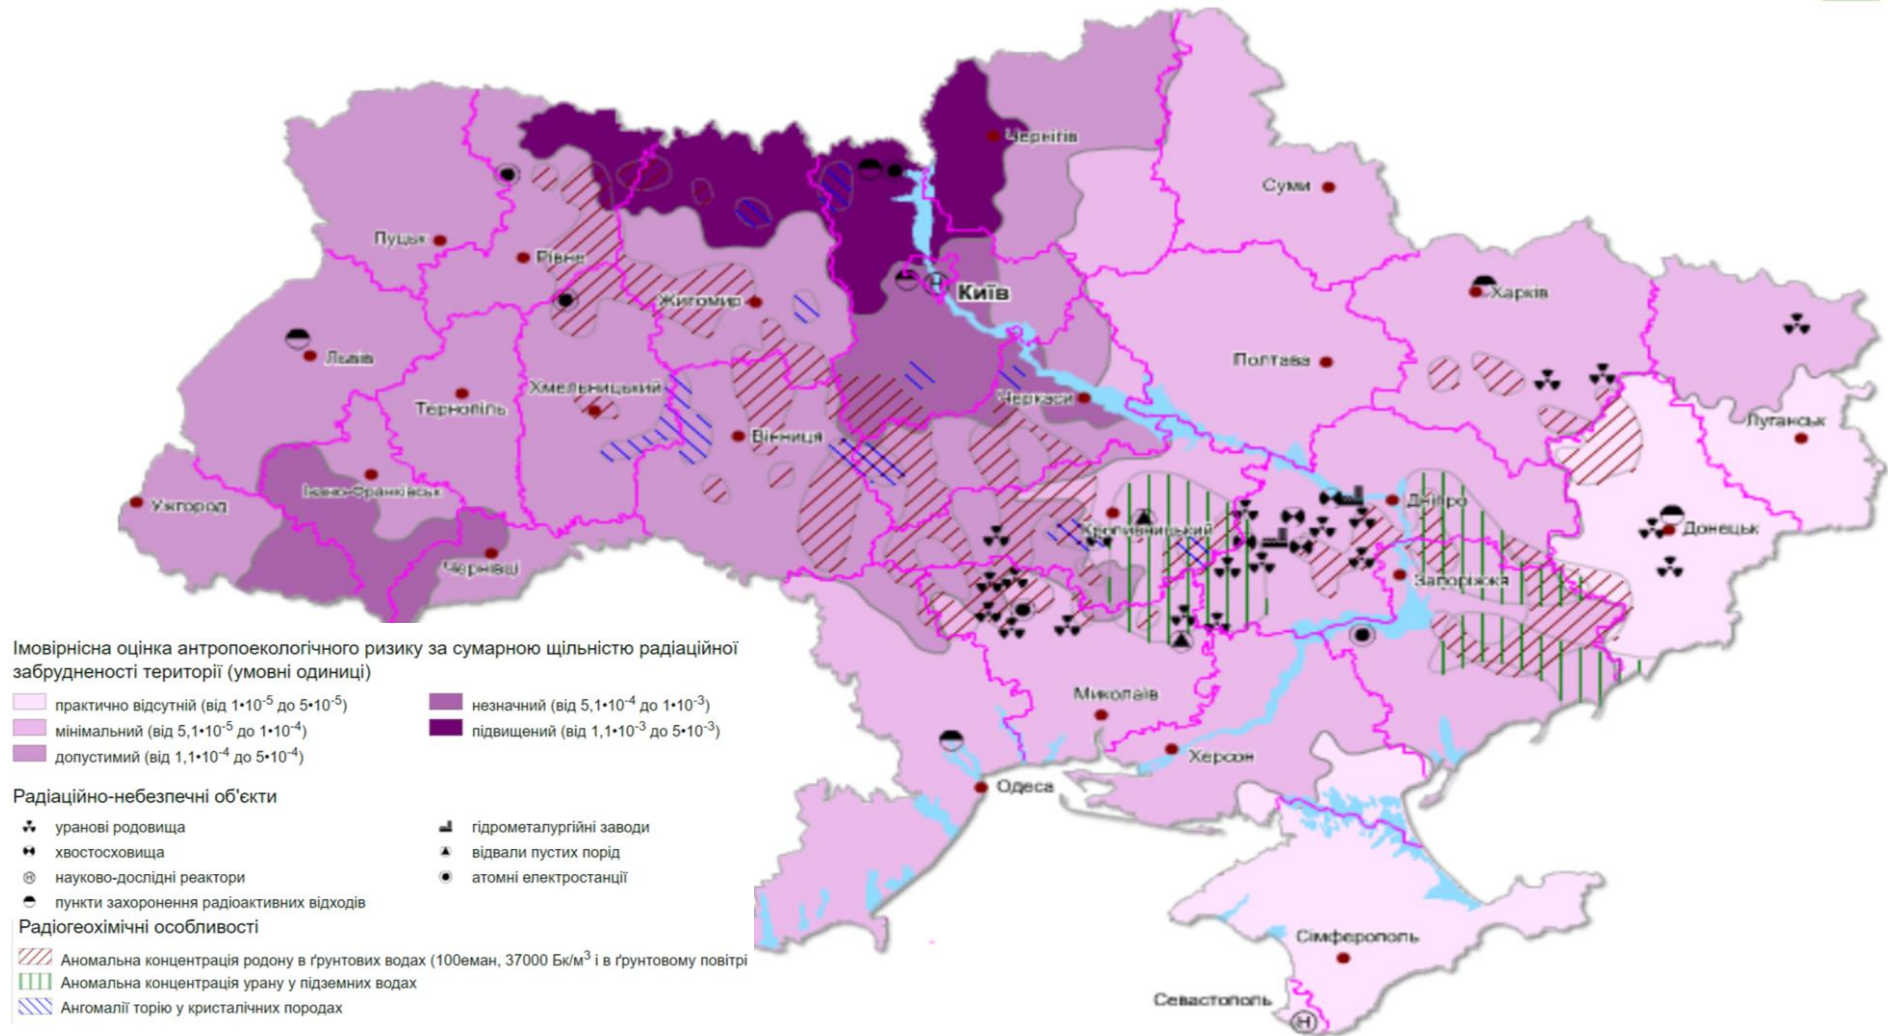 Чернігів
Суми
Луцьк
Рівне
Київ
Харків
Житомир
Львів
Полтава
Хмельницький
Черкаси
Тернопіль
Луганськ
Вінниця
Івано-Франківськ
Ужгород
Дніпро
Кропивницький
Донецьк
Чернівці
Запоріжжя
Імовірнісна оцінка антропоекологічного ризику за сумарною щільністю радіаційної
забрудненості території (умовні одиниці)
практично відсутній (від 1•10⁻⁵ до 5•10⁻⁵)
незначний (від 5,1•10⁻⁴ до 1•10⁻³)
мінімальний (від 5,1•10⁻⁵ до 1•10⁻⁴)
підвищений (від 1,1•10⁻³ до 5•10⁻³)
допустимий (від 1,1•10⁻⁴ до 5•10⁻⁴)
Миколаїв
Херсон
Одеса
Радіаційно-небезпечні об'єкти
уранові родовища
гідрометалургійні заводи
хвостосховища
відвали пустих порід
Н науково-дослідні реактори
атомні електростанції
пункти захоронення радіоактивних відходів
Радіогеохімічні особливості
Аномальна концентрація родону в ґрунтових водах (100еман, 37000 Бк/м³ і в ґрунтовому повітрі
Аномальна концентрація урану у підземних водах
Ангомалії торію у кристалічних породах
Сімферополь
Севастополь
Н
Н